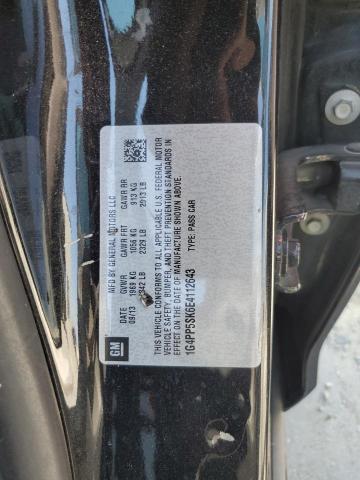 MFD BY GENERAL MOTORS LLC
DATE GVWR GAWR FRT GAWR RR
09/13 1969 KG 1056 KG 913 KG
4342 LB 2329 LB 2013 LB
THIS VEHICLE CONFORMS TO ALL APPLICABLE U.S. FEDERAL MOTOR
VEHICLE SAFETY, BUMPER, AND THEFT PREVENTION STANDARDS IN
EFFECT ON THE DATE OF MANUFACTURE SHOWN ABOVE.
1G4PP5SK6E4112643 TYPE: PASS CAR
GM